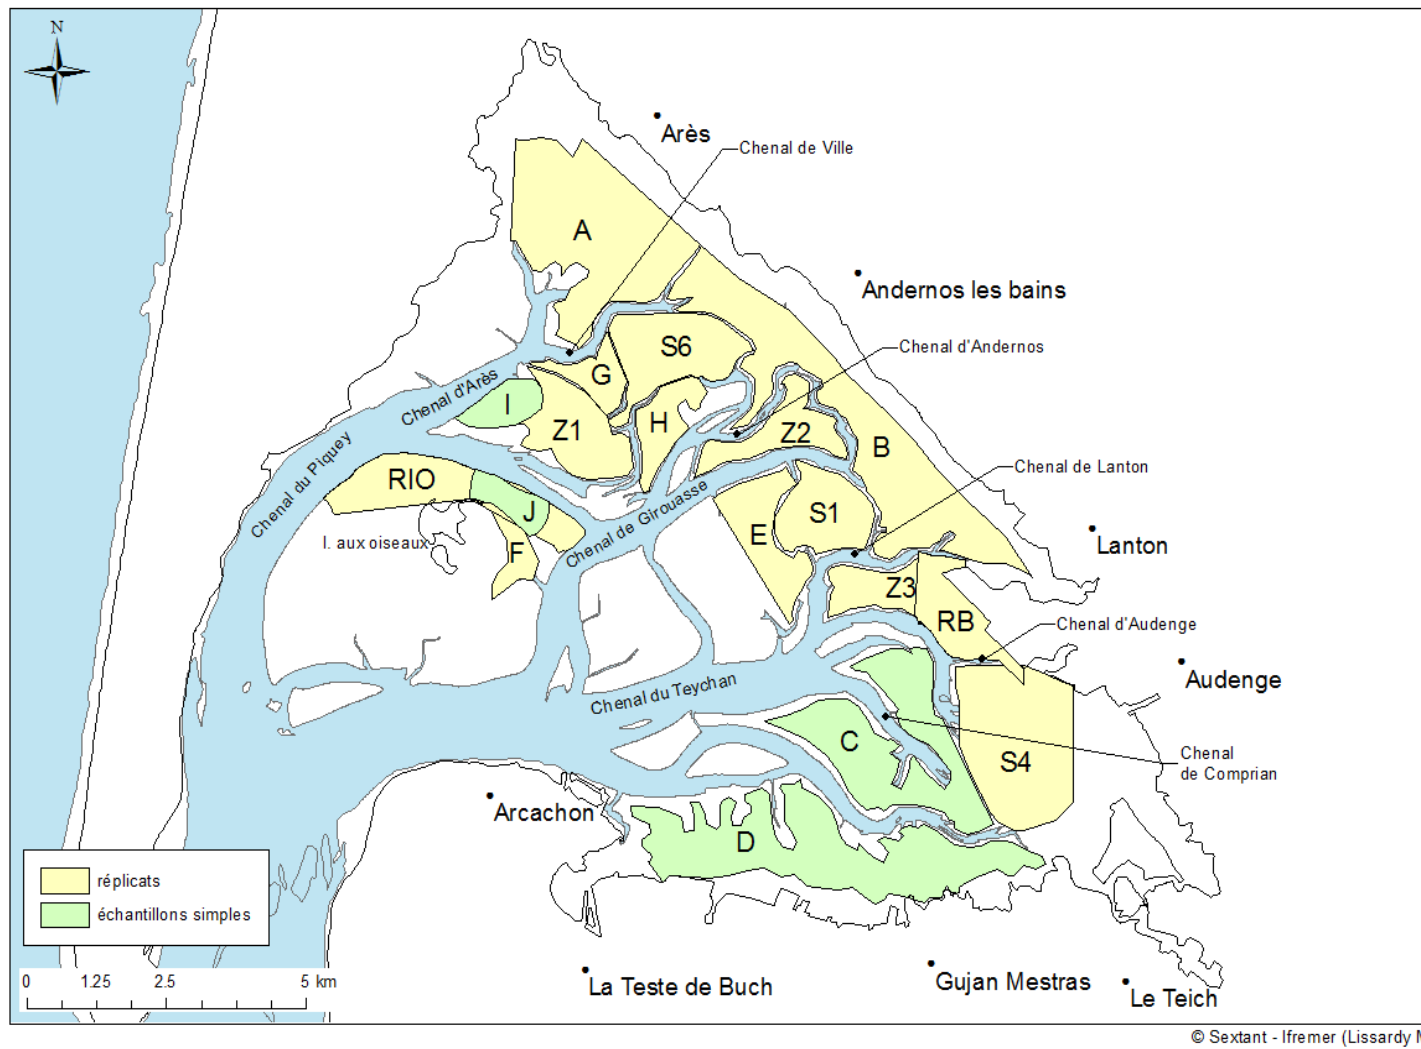 N
Arès
Chenal de Ville
A
Andernos les bains
S6
Chenal d'Andernos
G
Chenal d'Arès
I
H
Z1
Z2
B
Chenal de Lanton
RIO
Chenal du Piquey
J
S1
Chenal de Girouasse
E
Lanton
I. aux oiseaux
F
Z3
RB
Chenal d'Audenge
Audenge
Chenal du Teychan
C
Chenal
de Comprian
S4
Arcachon
D
réplicats
échantillons simples
0 1.25 2.5 5 km
La Teste de Buch
Gujan Mestras
Le Teich
© Sextant - Ifremer (Lissardy M